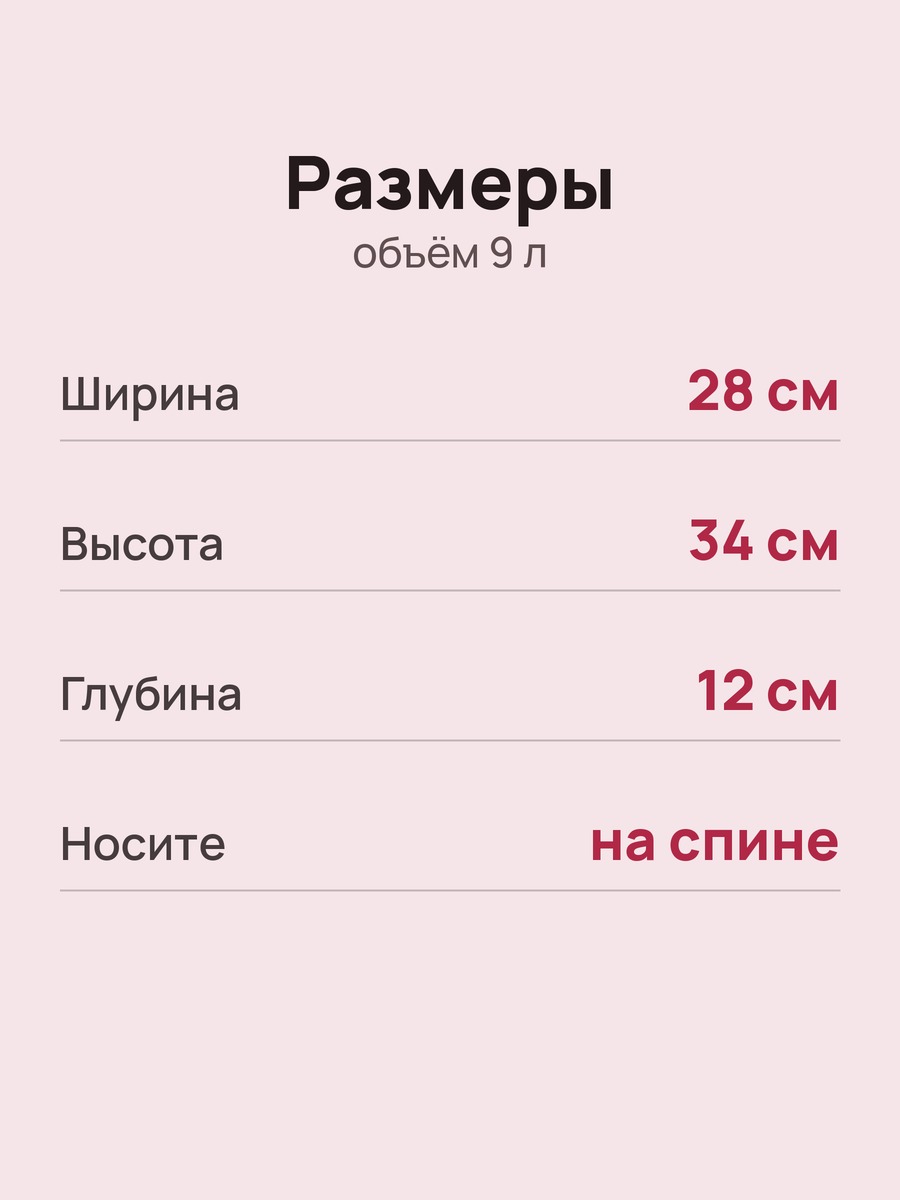 Размеры
объём 9 л
Ширина 28 см
Высота 34 см
Глубина 12 см
Носите на спине